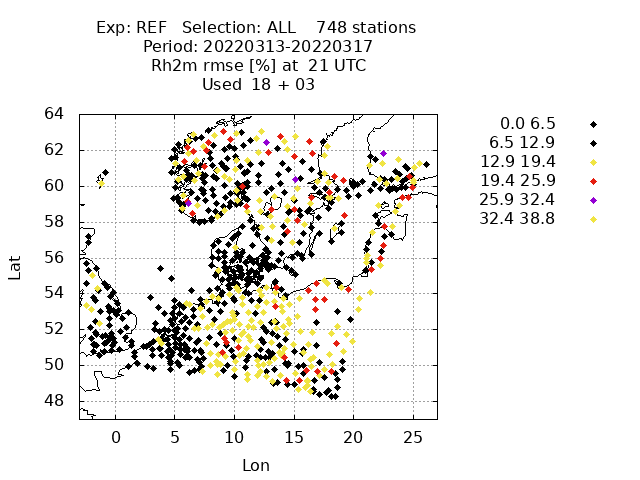 Exp: REF   Selection: ALL    748 stations
Period: 20220313-20220317
Rh2m rmse [%] at  21 UTC
Used  18 + 03
64
62
60
58
56
54
52
50
48
Lat
0 5 10 15 20 25
Lon
0.0 6.5
6.5 12.9
12.9 19.4
19.4 25.9
25.9 32.4
32.4 38.8